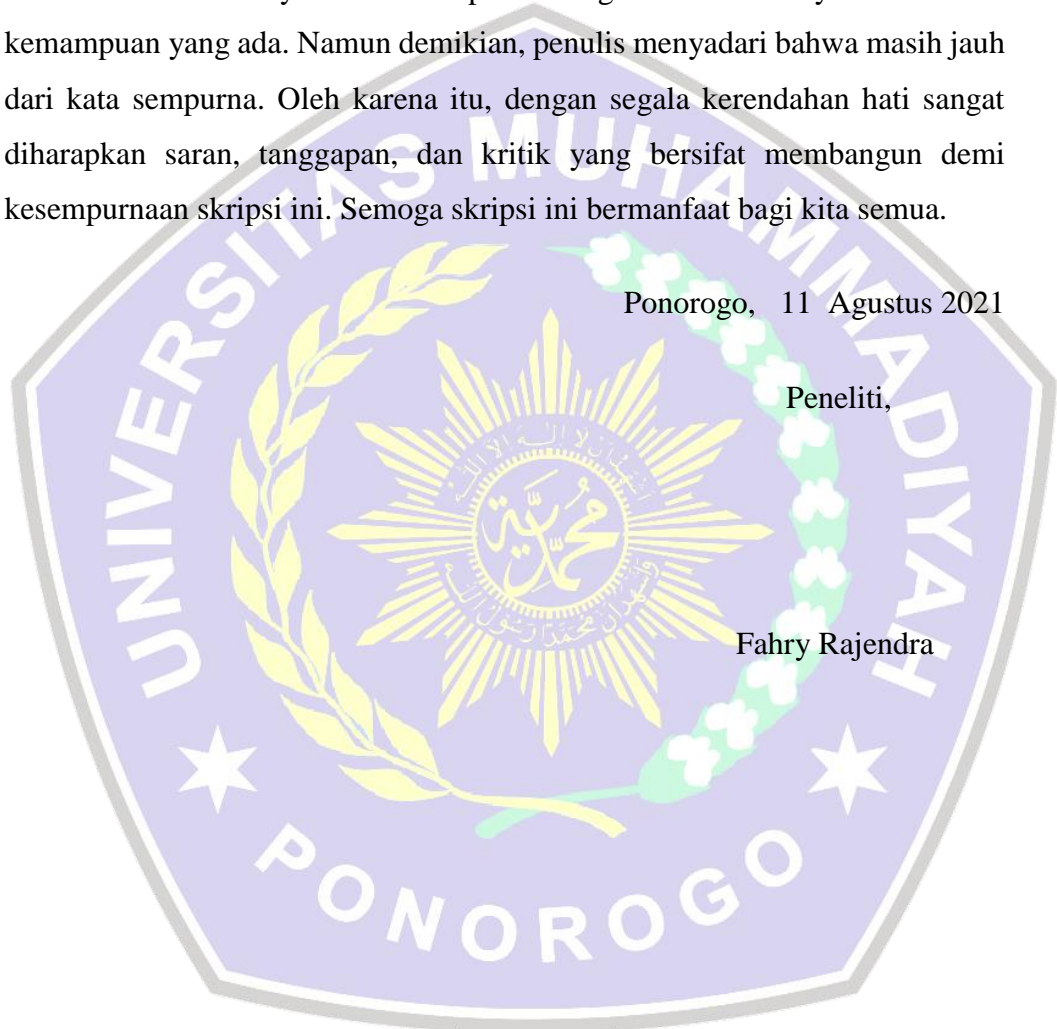 kemampuan yang ada. Namun demikian, penulis menyadari bahwa masih jauh
dari kata sempurna. Oleh karena itu, dengan segala kerendahan hati sangat
diharapkan saran, tanggapan, dan kritik yang bersifat membangun demi
kesempurnaan skripsi ini. Semoga skripsi ini bermanfaat bagi kita semua.
Ponorogo, 11 Agustus 2021
Peneliti,
Fahry Rajendra
UNIVERSITAS MUHAMMADIYAH
PONOROGO
محمدية